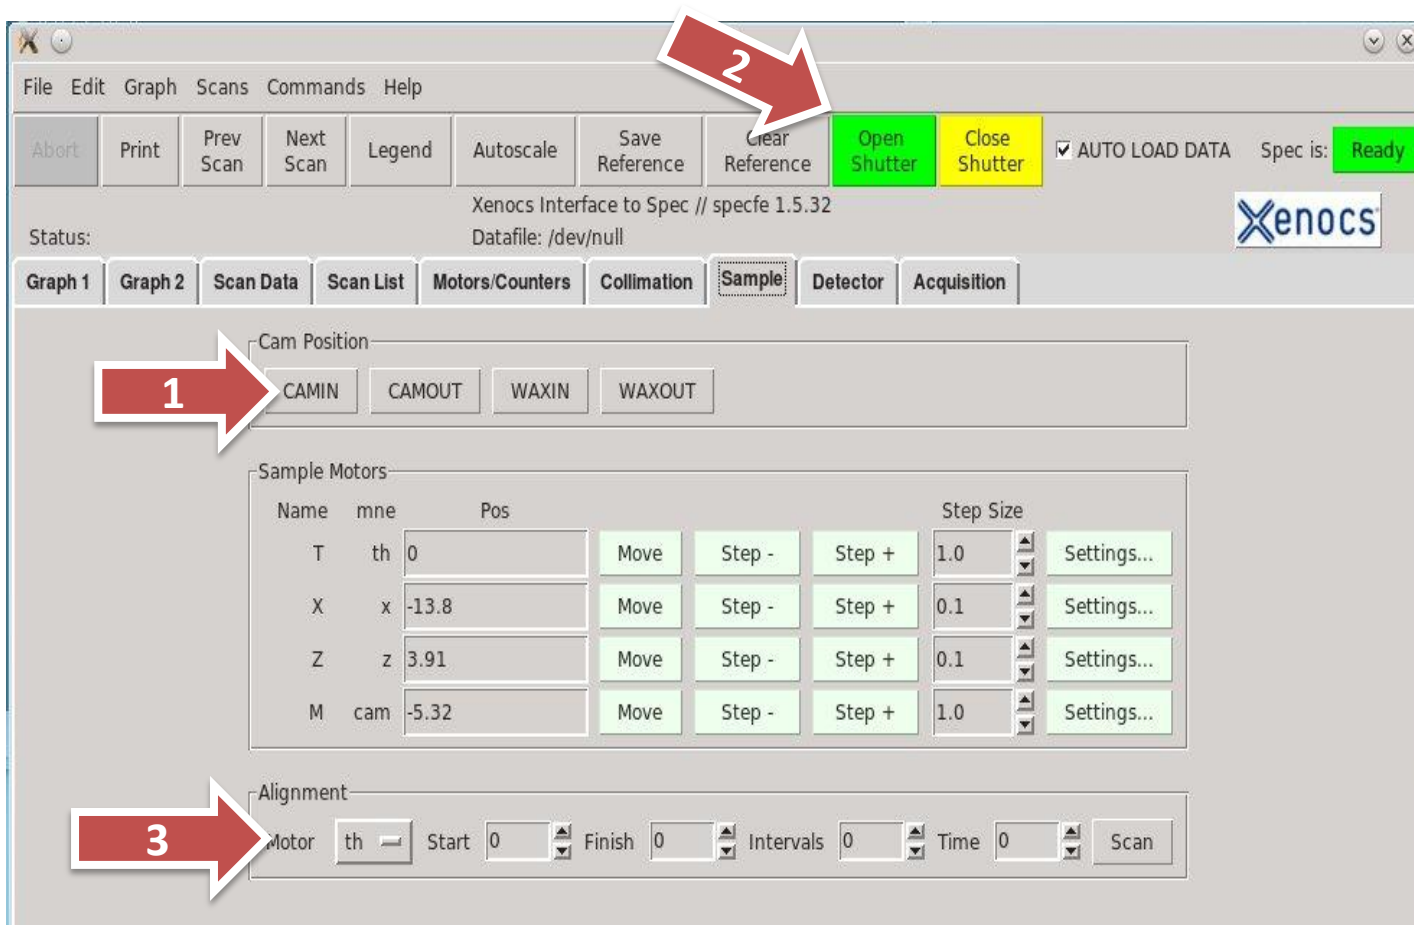 2
File Edit Graph Scans Commands Help
Abort Print Prev Scan Next Scan Legend Autoscale Save Reference Clear Reference Open Shutter Close Shutter AUTO LOAD DATA Spec is: Ready
Xenocs Interface to Spec // specfe 1.5.32
Status: Datafile: /dev/null
Xenocs
Graph 1 Graph 2 Scan Data Scan List Motors/Counters Collimation Sample Detector Acquisition
Cam Position
1 CAMIN CAMOUT WAXIN WAXOUT
Sample Motors
Name mne Pos Step Size
T th 0 Move Step - Step + 1.0 Settings...
X x -13.8 Move Step - Step + 0.1 Settings...
Z z 3.91 Move Step - Step + 0.1 Settings...
M cam -5.32 Move Step - Step + 1.0 Settings...
Alignment
3 Motor th Start 0 Finish 0 Intervals 0 Time 0 Scan